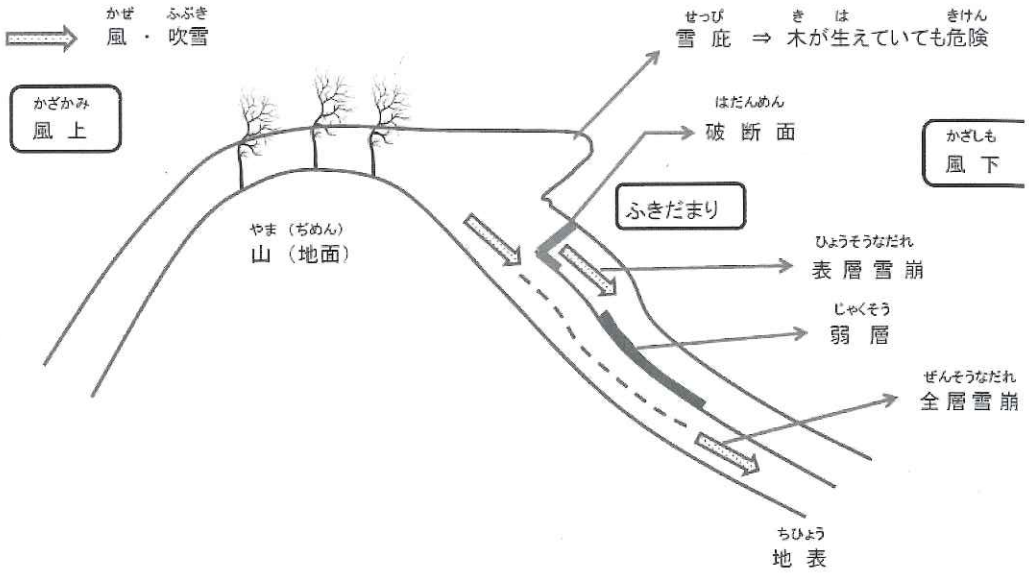 かぜ ふぶき
風・吹雪
せっぴ き は きけん
雪庇 ⇒ 木が生えていても危険
かざかみ
風上
はだんめん
破断面
かざしも
風下
ふきだまり
やま(ぢめん)
山(地面)
ひょうそうなだれ
表層雪崩
じゃくそう
弱層
ぜんそうなだれ
全層雪崩
ちひょう
地表